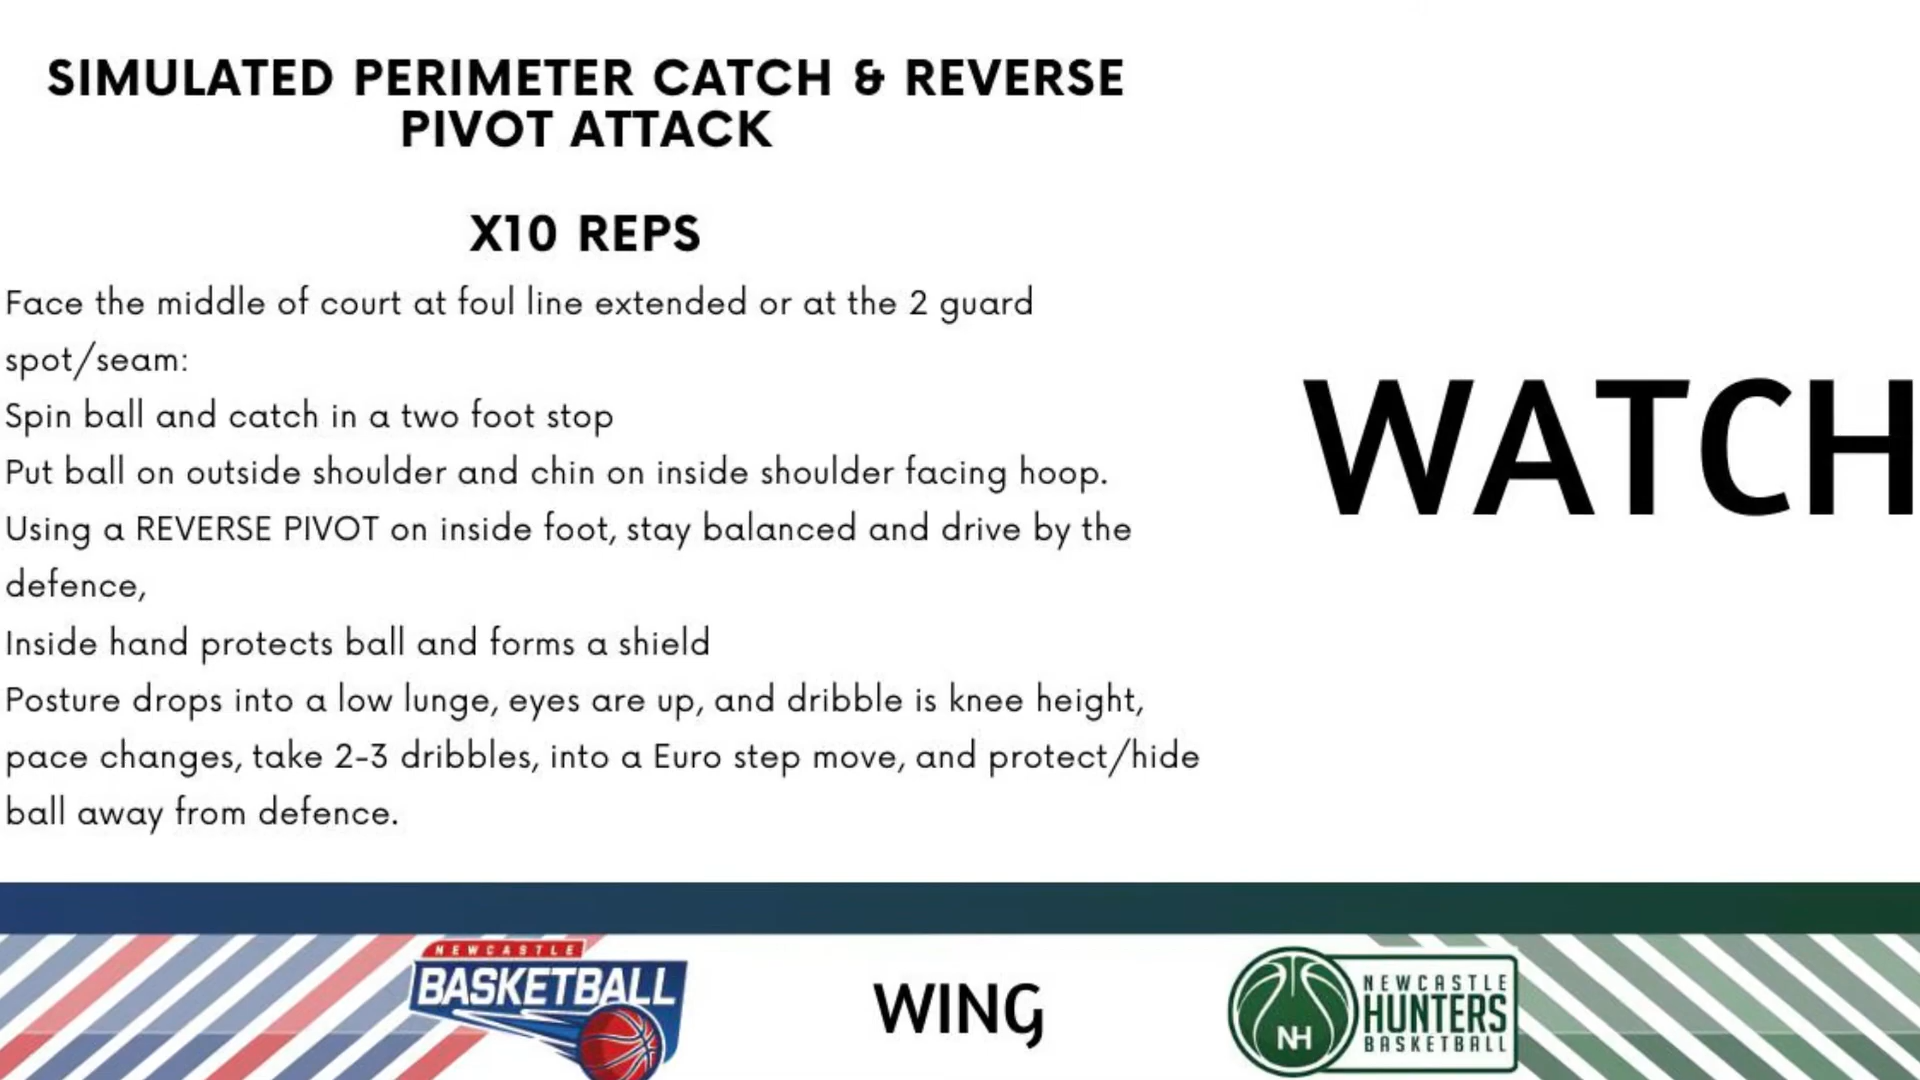 SIMULATED PERIMETER CATCH & REVERSE
PIVOT ATTACK
X10 REPS
Face the middle of court at foul line extended or at the 2 guard
spot/seam:
Spin ball and catch in a two foot stop
Put ball on outside shoulder and chin on inside shoulder facing hoop.
Using a REVERSE PIVOT on inside foot, stay balanced and drive by the
defence,
Inside hand protects ball and forms a shield
Posture drops into a low lunge, eyes are up, and dribble is knee height,
pace changes, take 2-3 dribbles, into a Euro step move, and protect/hide
ball away from defence.
WATCH
NEWCASTLE
BASKETBALL
WING
NH
NEWCASTLE
HUNTERS
BASKETBALL